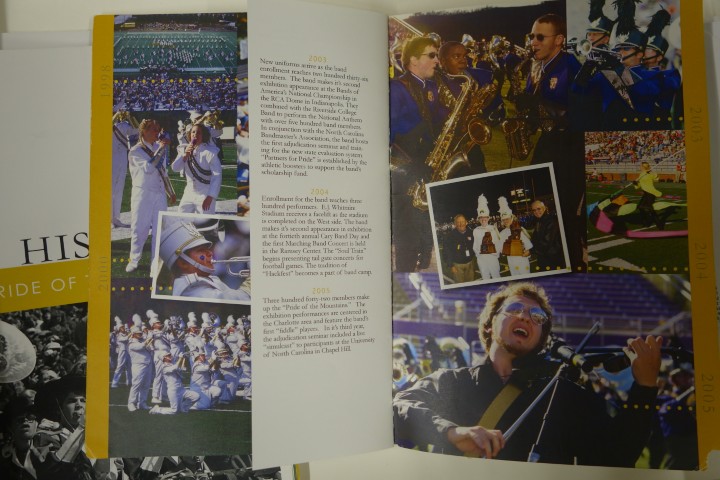 1998
2006
HIS
PRIDE OF T
2003
New uniforms arrive as the band
enrollment reaches two hundred thirty-six
members. The band makes it's second
exhibition appearance at the Bands of
America's National Championship in
the RCA Dome in Indianapolis. They
combined with the Riverside College
Band to perform the National Anthem
with over five hundred band members.
In conjunction with the North Carolina
Bandmaster's Association, the band hosts
the first adjudication seminar and train-
ing for the new state evaluation system.
"Partners for Pride" is established by the
athletic boosters to support the band's
scholarship fund.
2004
Enrollment for the band reaches three
hundred performers. E.J. Whitmire
Stadium receives a facelift as the stadium
is completed on the West side. The band
makes it's second appearance in exhibition
at the fortieth annual Cary Band Day and
the first Marching Band Concert is held
in the Ramsey Center. The "Soul Train"
begins presenting tail gate concerts for
football games. The tradition of
"Hackfest" becomes a part of band camp.
2005
Three hundred forty-two members make
up the "Pride of the Mountains." The
exhibition performances are centered in
the Charlotte area and feature the band's
first "fiddle" players. In it's third year,
the adjudication seminar included a live
"simulcast" to participants at the University
of North Carolina in Chapel Hill.
2003
2004
2005